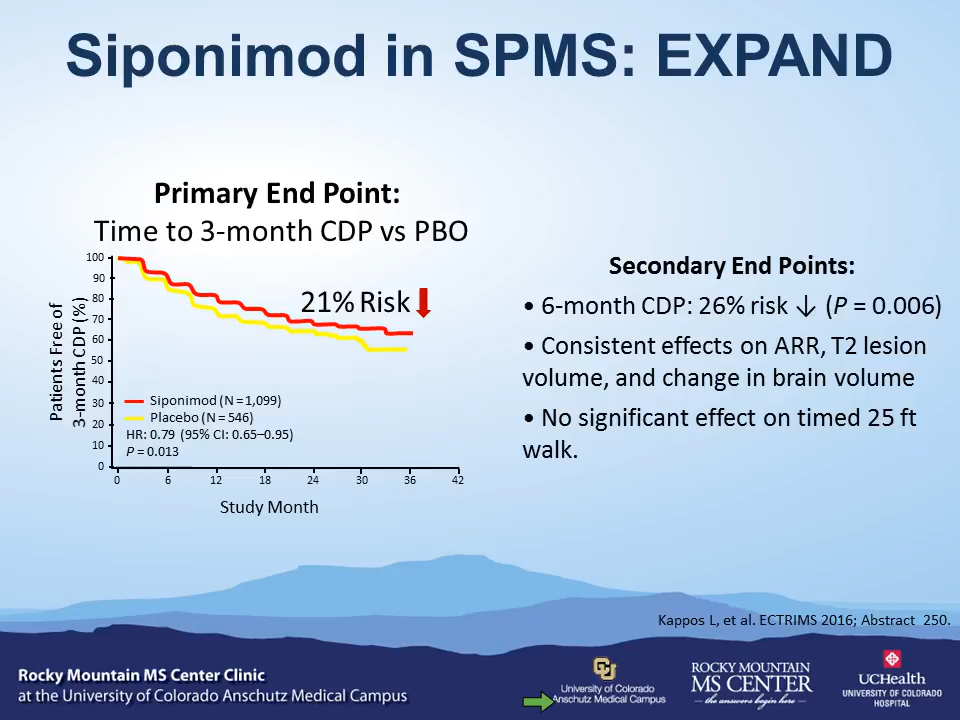 Siponimod in SPMS: EXPAND
Primary End Point:
Time to 3-month CDP vs PBO
100
90
80
70
60
50
40
30
20
10
0
Patients Free of
3-month CDP (%)
21% Risk
Siponimod (N = 1,099)
Placebo (N = 546)
HR: 0.79 (95% CI: 0.65–0.95)
P = 0.013
0 6 12 18 24 30 36 42
Study Month
Secondary End Points:
• 6-month CDP: 26% risk ↓ (P = 0.006)
• Consistent effects on ARR, T2 lesion
volume, and change in brain volume
• No significant effect on timed 25 ft
walk.
Kappos L, et al. ECTRIMS 2016; Abstract 250.
Rocky Mountain MS Center Clinic
at the University of Colorado Anschutz Medical Campus
CU
University of Colorado
Anschutz Medical Campus
ROCKY MOUNTAIN
MS CENTER
the answers begin here
UCHealth
UNIVERSITY OF COLORADO
HOSPITAL